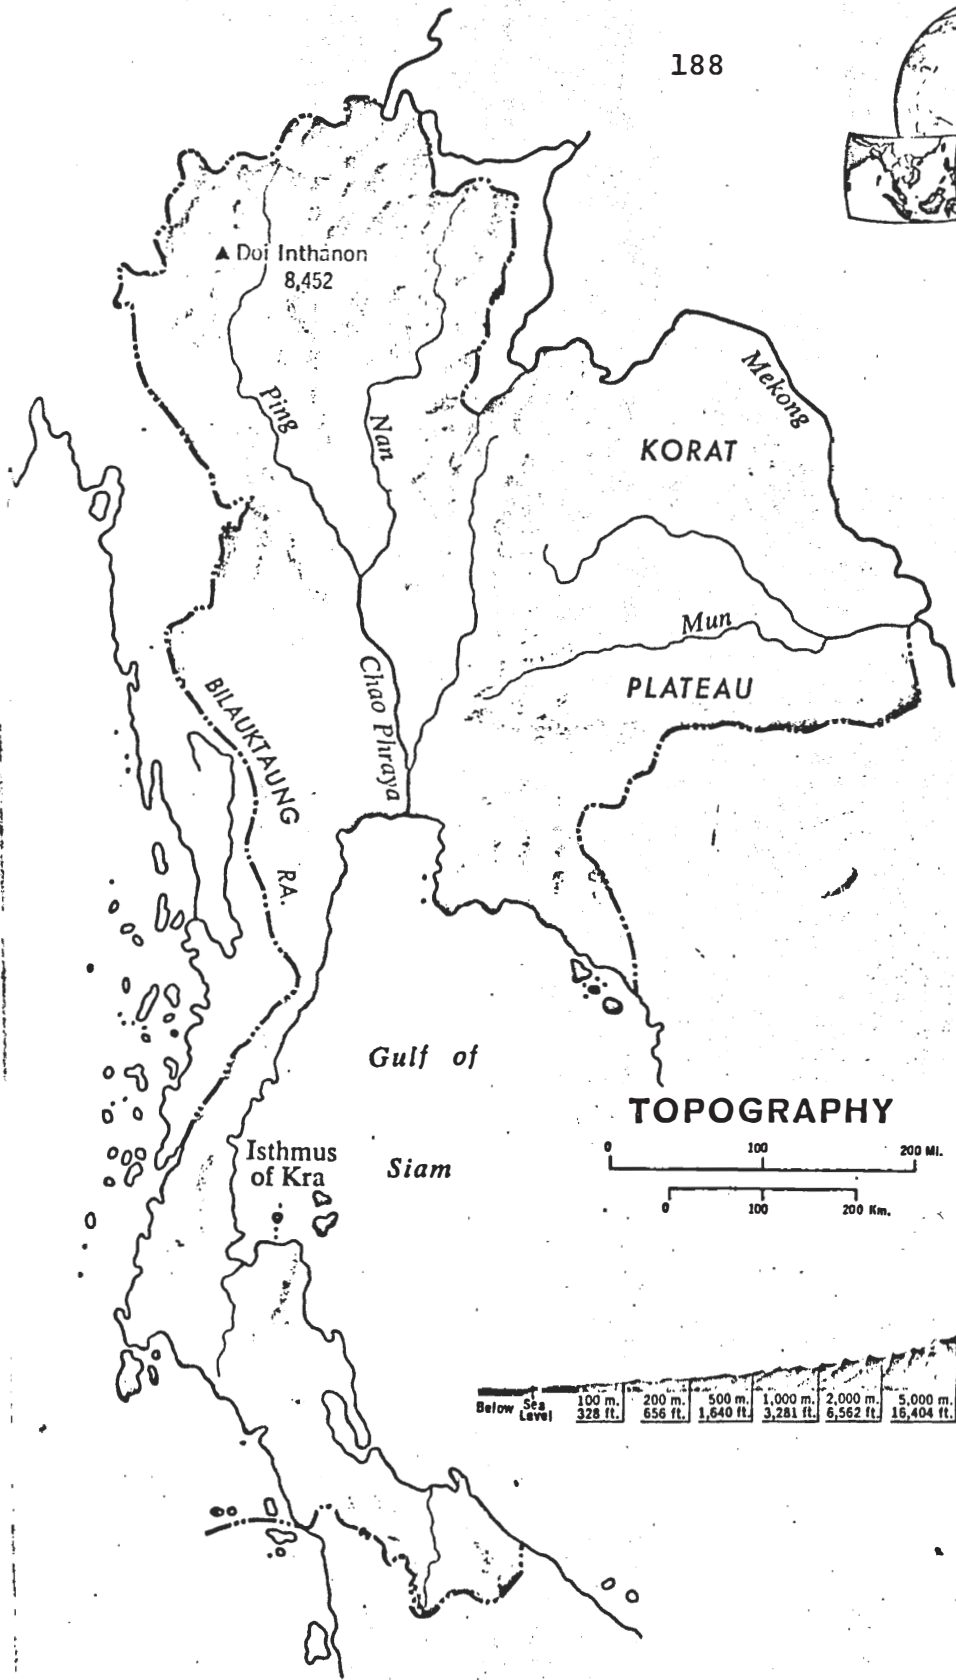 188
▲ Doi Inthanon
8,452
Ping
Nan
Mekong
KORAT
Mun
PLATEAU
Chao Phraya
BILAUKTAUNG
RA.
Gulf of
Siam
Isthmus
of Kra
TOPOGRAPHY
0 100 200 MI.
0 100 200 Km.
Below Sea Level 100 m. 200 m. 500 m. 1,000 m. 2,000 m. 5,000 m.
328 ft. 656 ft. 1,640 ft. 3,281 ft. 6,562 ft. 16,404 ft.